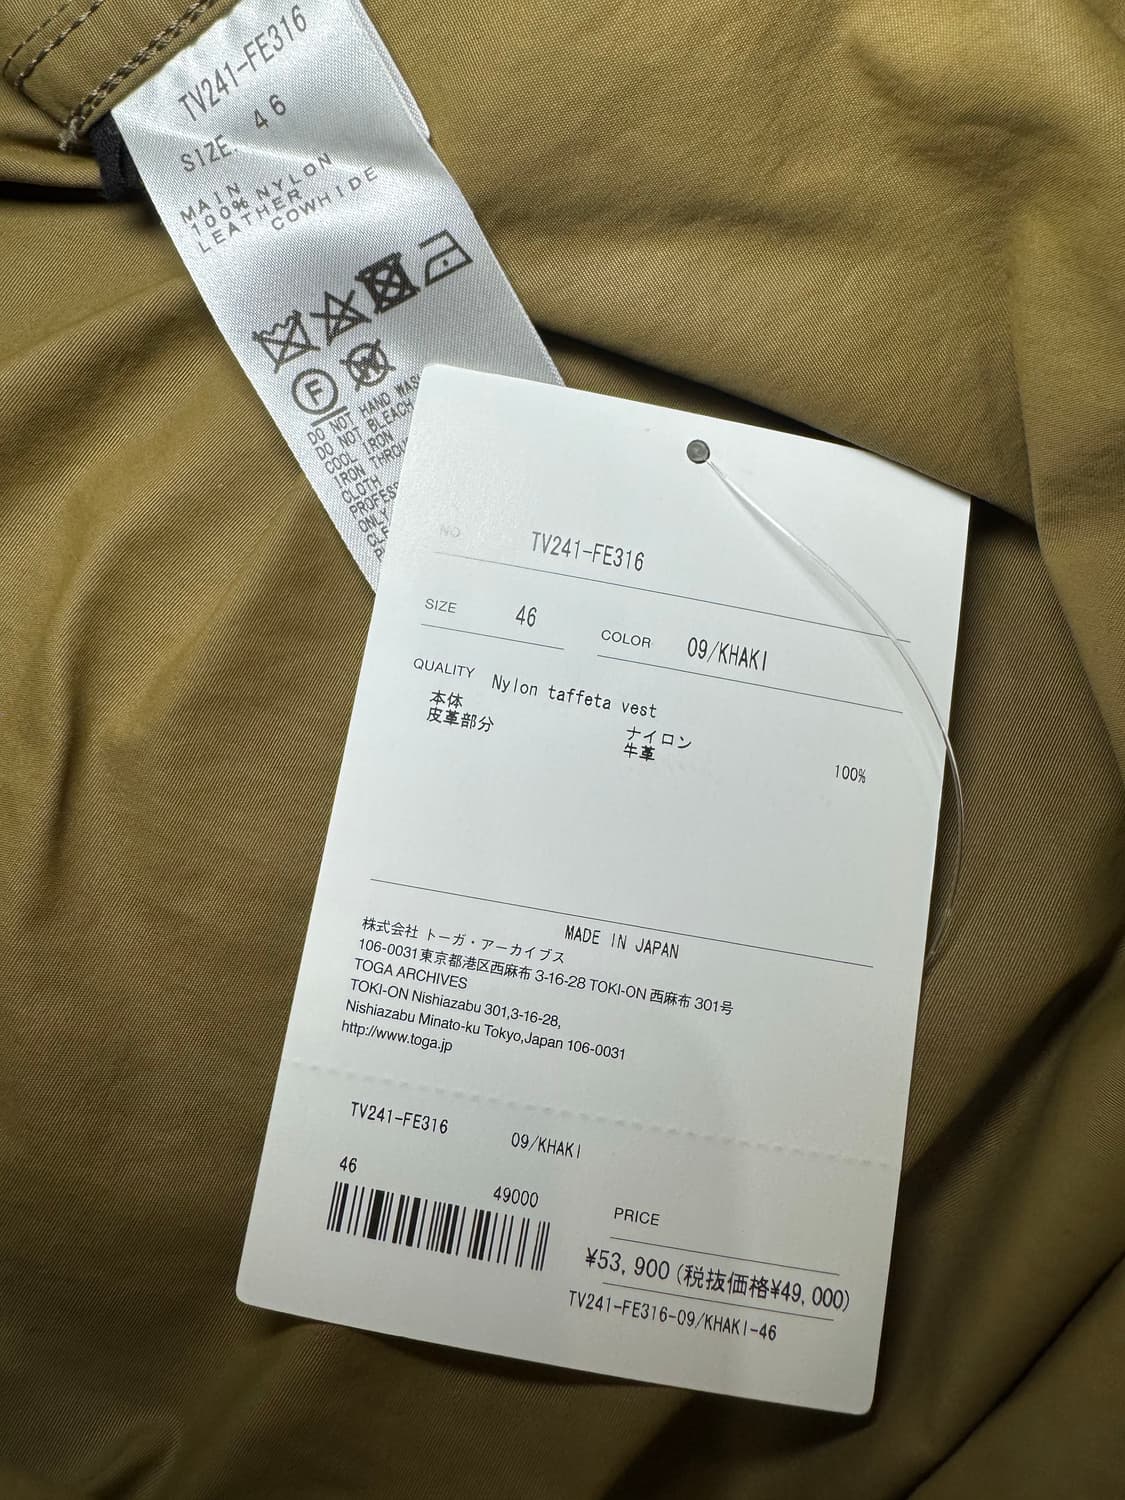 TV241-FE316
SIZE. 46
MAIN
100% NYLON
LEATHER
COWHIDE
F
W
DO NOT HAND WAS
DO NOT BLEACH
COOL IRON
IRON THROU
CLOTH
PROFES
ONLY
NO
TV241-FE316
SIZE 46 COLOR 09/KHAKI
QUALITY Nylon taffeta vest
本体 ナイロン 100%
皮革部分 牛革
MADE IN JAPAN
株式会社 トーガ・アーカイブス
106-0031東京都港区西麻布 3-16-28 TOKI-ON 西麻布 301号
TOGA ARCHIVES
TOKI-ON Nishiazabu 301,3-16-28,
Nishiazabu Minato-ku Tokyo,Japan 106-0031
http://www.toga.jp
TV241-FE316 09/KHAKI
46 49000
PRICE
¥53,900(税抜価格¥49,000)
TV241-FE316-09/KHAKI-46